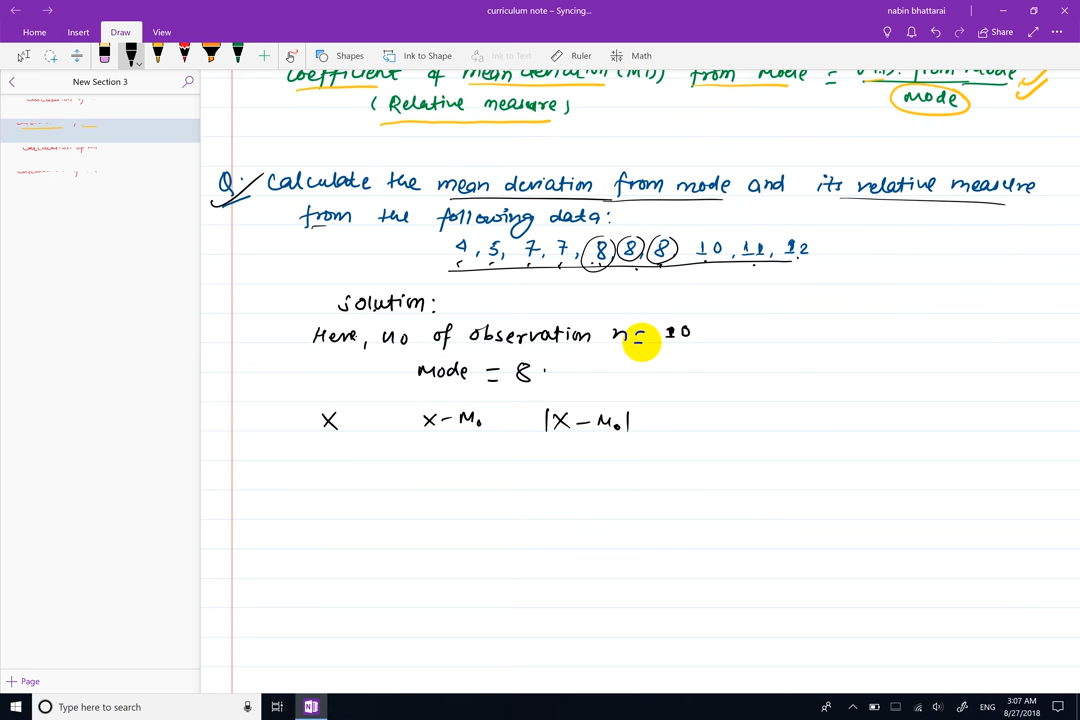 curriculum note – Syncing...
nabin bhattarai
Home Insert Draw View
Share
Shapes Ink to Shape Ink to Text Ruler Math
New Section 3
Coefficient of mean deviation (MD) from mode = M.D. from mode
(Relative measure)
mode
Q. Calculate the mean deviation from mode and its relative measure
from the following data:
4, 5, 7, 7, 8, 8, 8 10, 11, 12
Solution:
Here, no of observation n = 10
Mode = 8
X X – M₀ |X – M₀|
+ Page
Type here to search
ENG
3:07 AM
8/27/2018